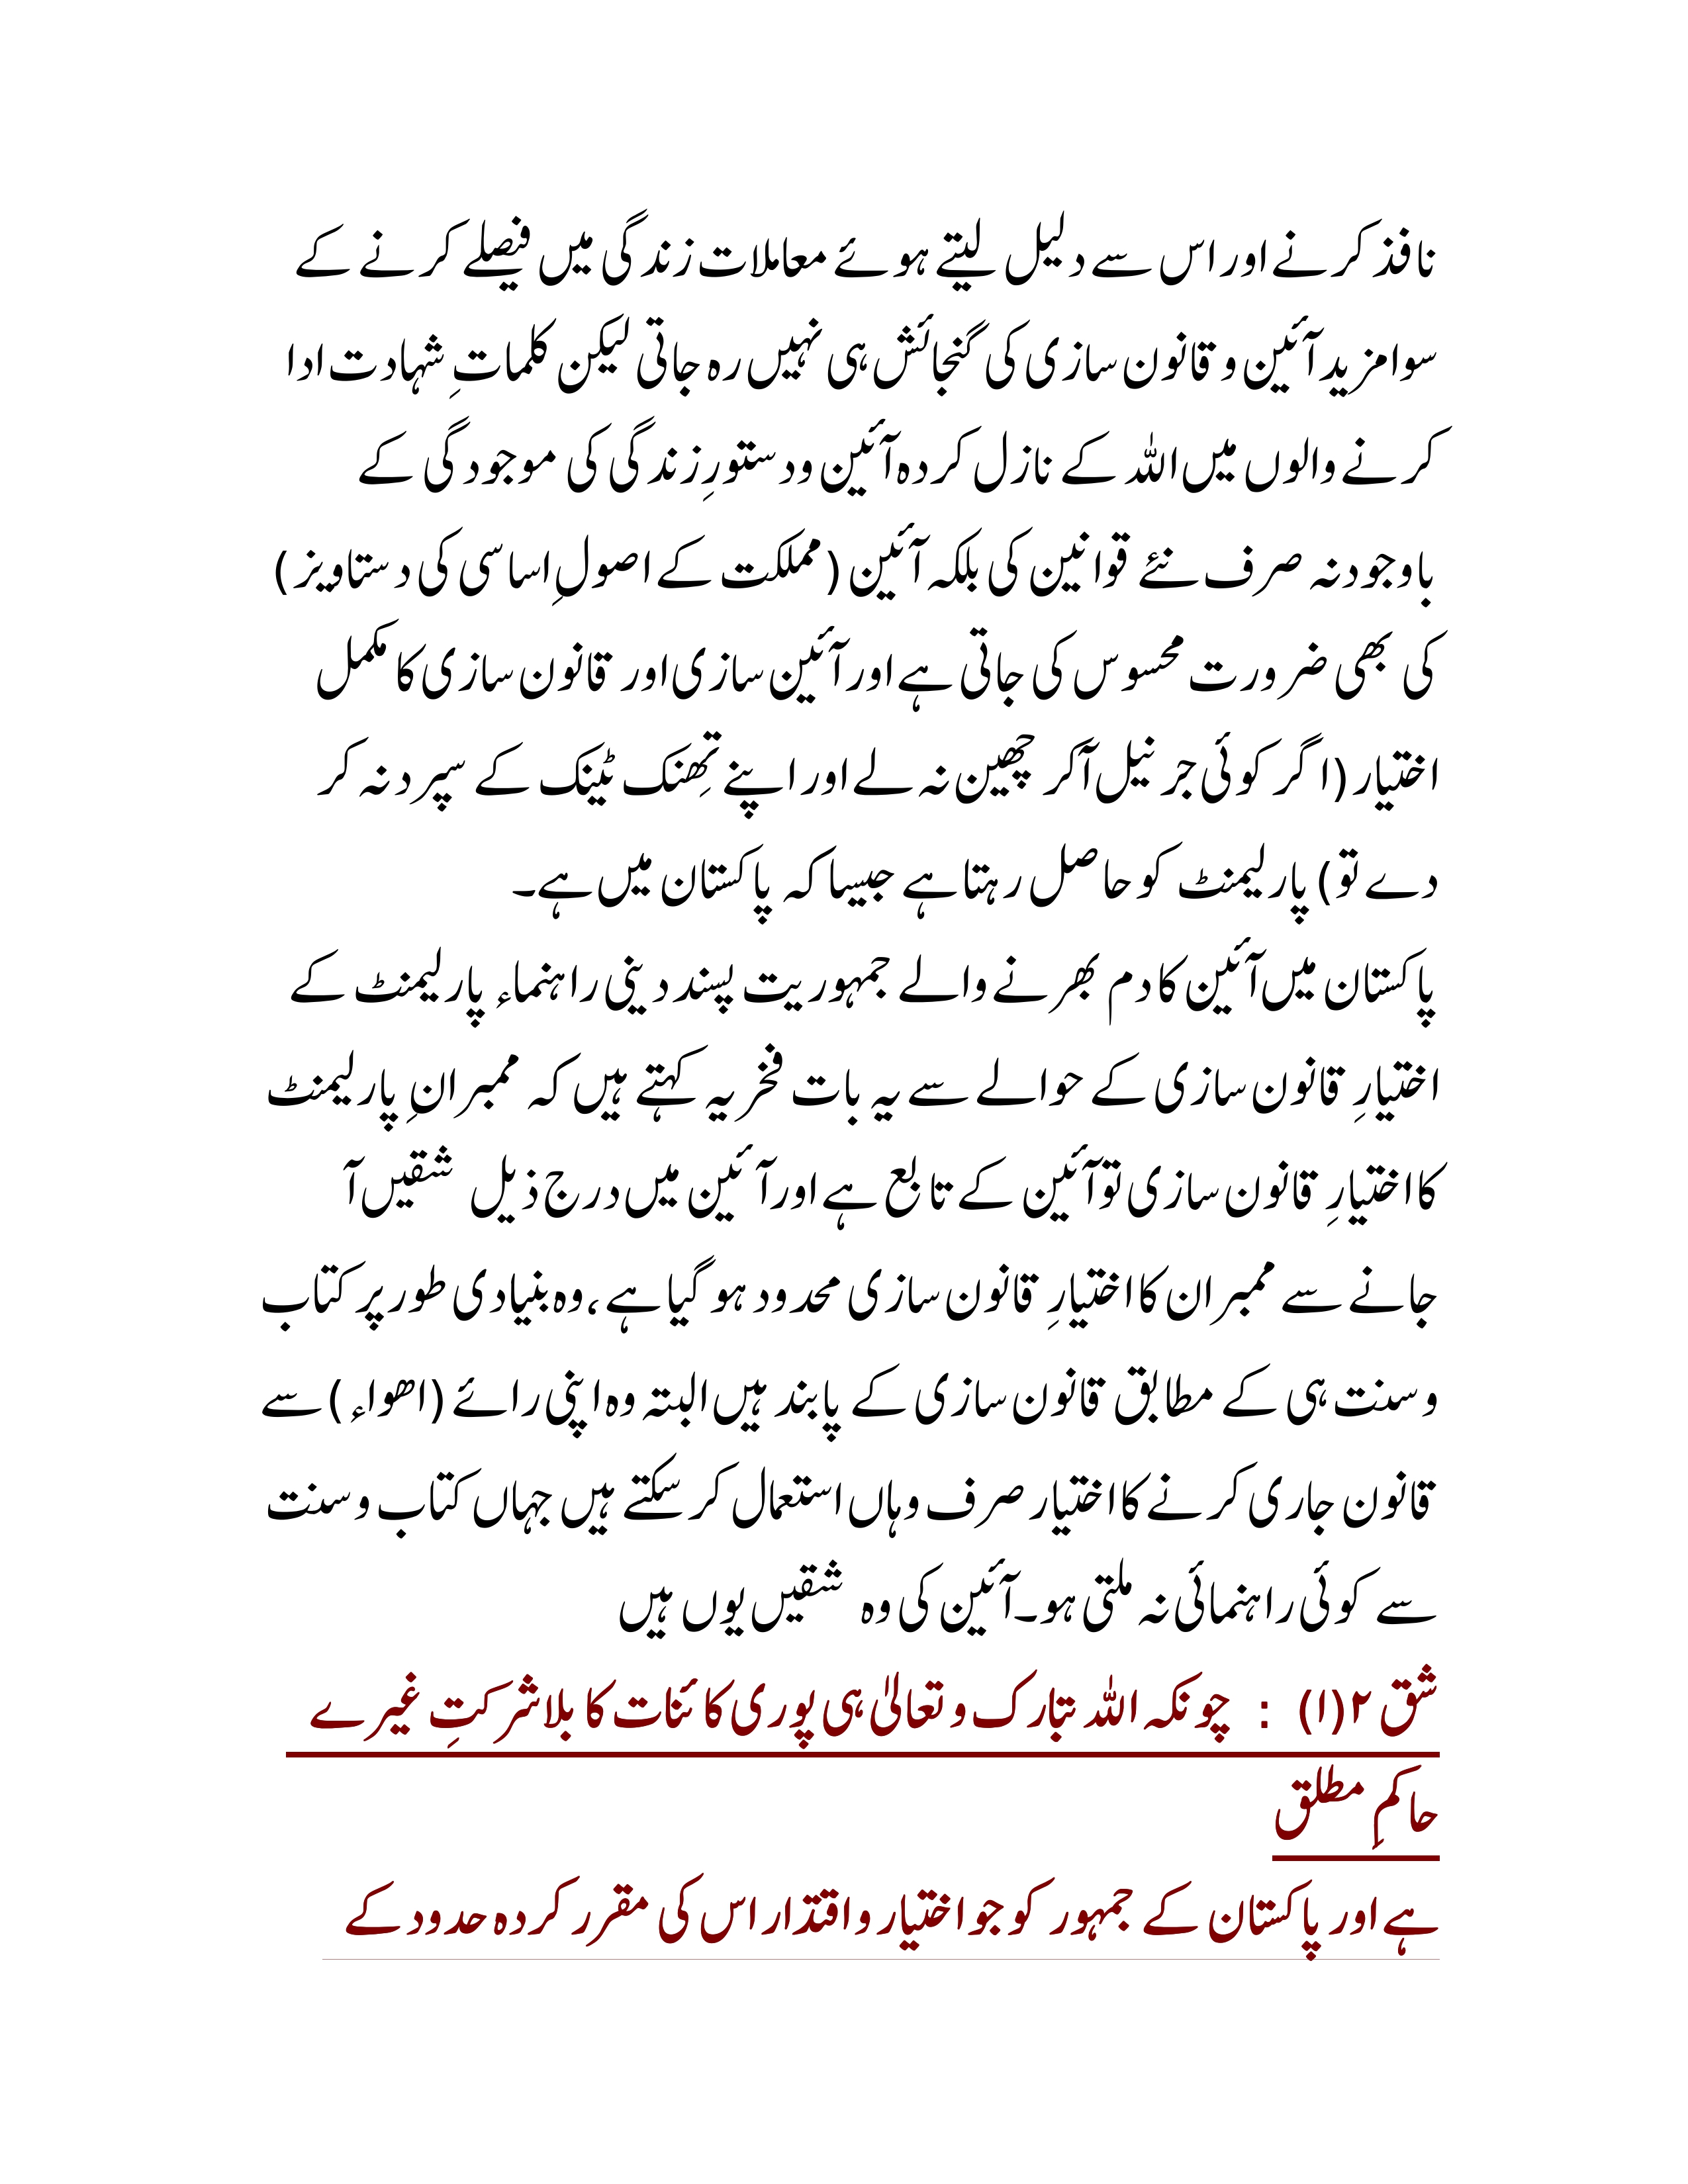 نافذ کرنے اور اس سے دلیل لیتے ہوئے معاملات زندگی میں فیصلے کرنے کے
سوا مزید آئین و قانون سازی کی گنجائش ہی نہیں رہ جاتی لیکن کلماتِ شہادت ادا
کرنے والوں میں اللہ کے نازل کردہ آئین ودستورِ زندگی کی موجودگی کے
باوجود نہ صرف نئے قوانین کی بلکہ آئین (مملکت کے اصولِ اساسی کی دستاویز)
کی بھی ضرورت محسوس کی جاتی ہے اور آئین سازی اور قانون سازی کا مکمل
اختیار (اگر کوئی جرنیل آکر چھین نہ لے اور اپنے تِھنک ٹینک کے سپرد نہ کر
دے تو) پارلیمنٹ کو حاصل رہتا ہے جیسا کہ پاکستان میں ہے۔
پاکستان میں آئین کا دم بھرنے والے جمہوریت پسند دینی راہنماء پارلیمنٹ کے
اختیارِ قانون سازی کے حوالے سے یہ بات فخریہ کہتے ہیں کہ ممبرانِ پارلیمنٹ
کا اختیارِ قانون سازی تو آئین کے تابع ہے اور آئین میں درج ذیل شقیں آ
جانے سے ممبران کا اختیارِ قانون سازی محدود ہو گیا ہے، وہ بنیادی طور پر کتاب
و سنت ہی کے مطابق قانون سازی کے پابند ہیں البتہ وہ اپنی رائے (اھواء) سے
قانون جاری کرنے کا اختیار صرف وہاں استعمال کر سکتے ہیں جہاں کتاب و سنت
سے کوئی راہنمائی نہ ملتی ہو۔ آئین کی وہ شقیں یوں ہیں
شق ۲(ا) : چونکہ اللہ تبارک و تعالیٰ ہی پوری کائنات کا بلا شرکتِ غیرے
حاکمِ مطلق
ہے اور پاکستان کے جمہور کو جو اختیار و اقتدار اس کی مقرر کردہ حدود کے